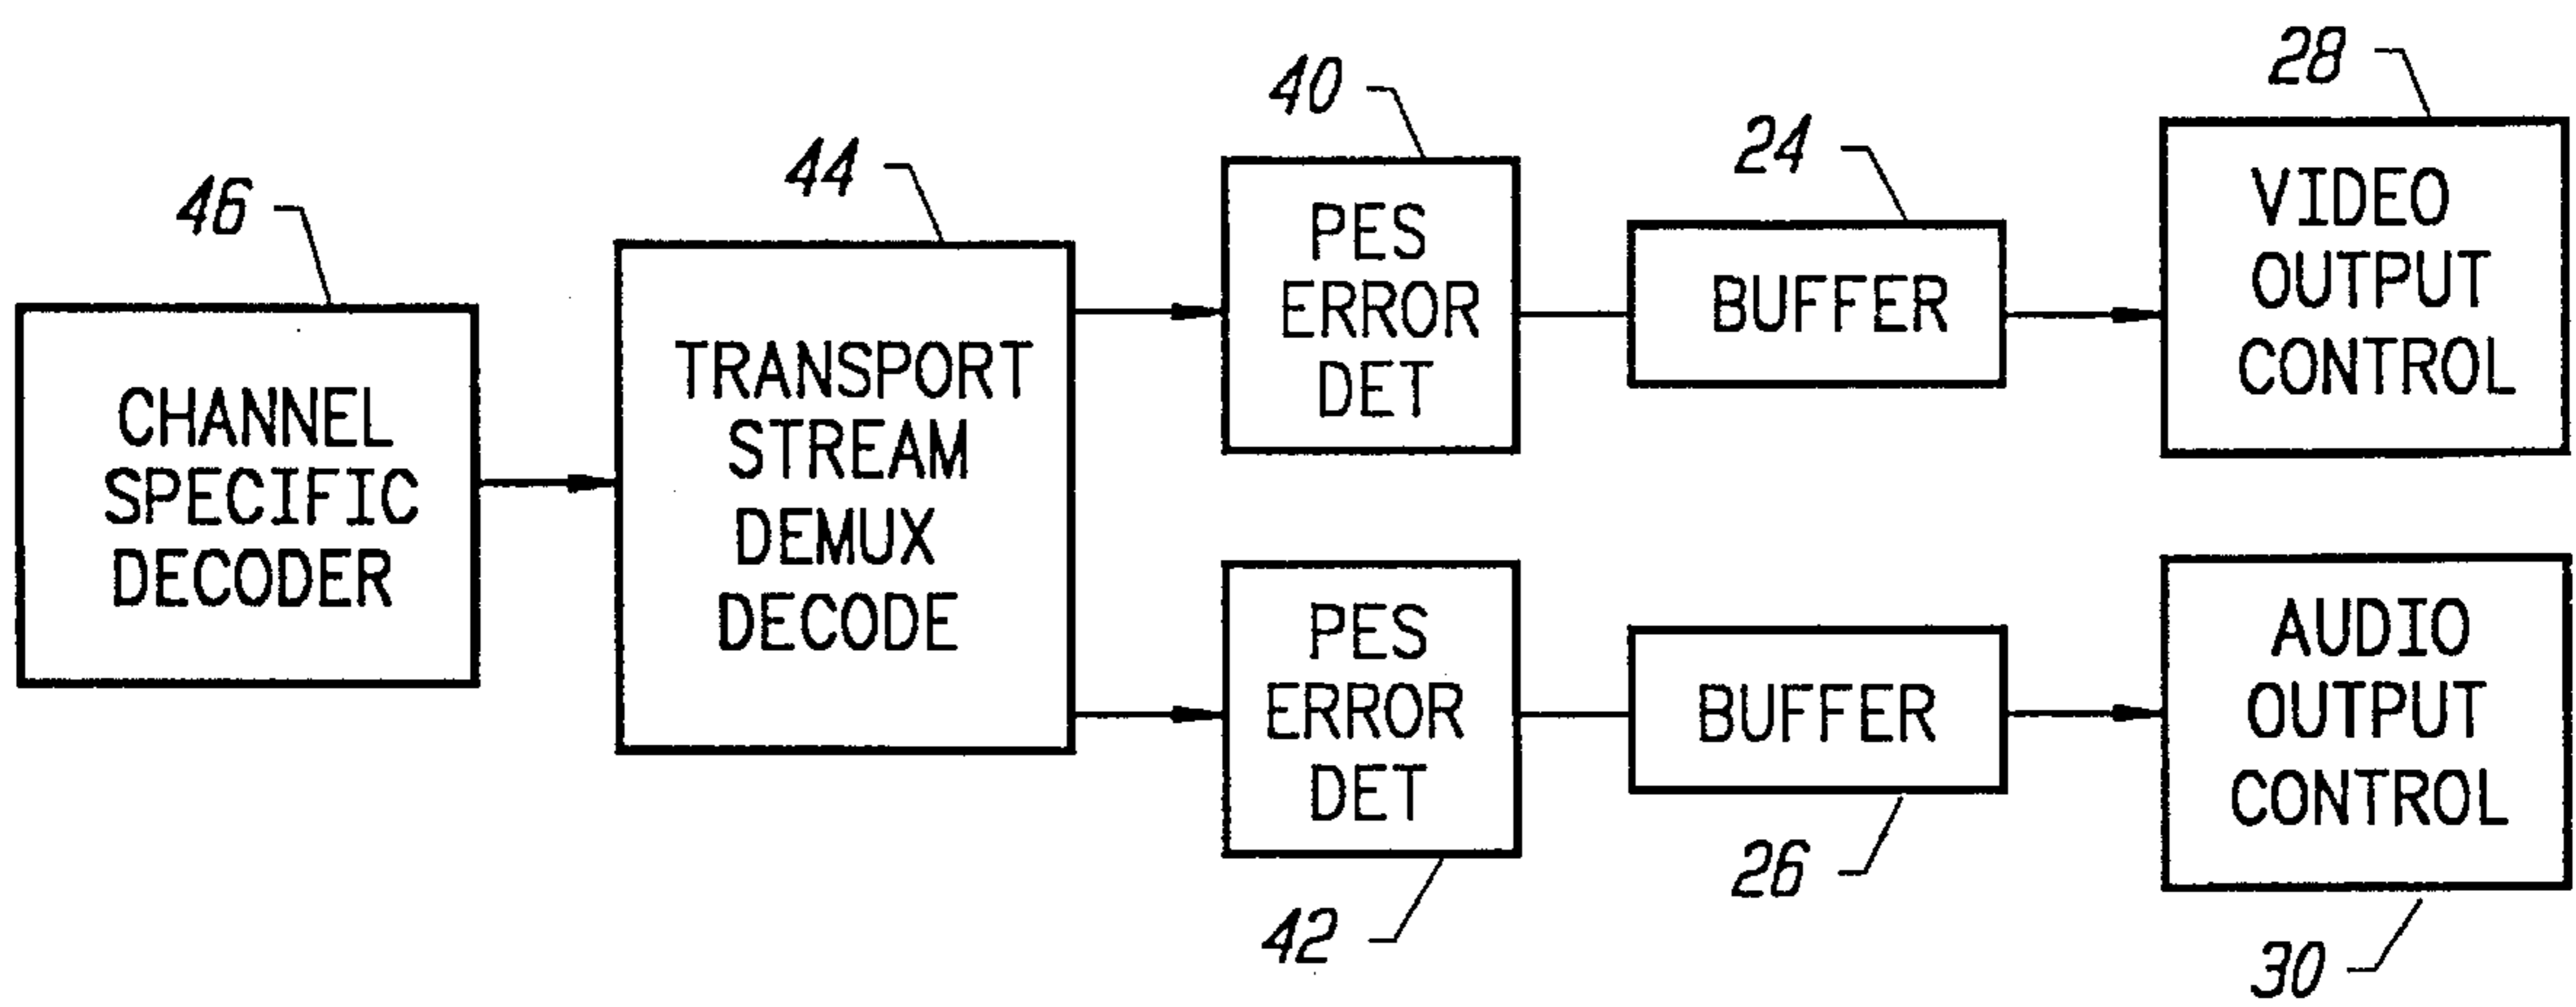 46
CHANNEL
SPECIFIC
DECODER
44
TRANSPORT
STREAM
DEMUX
DECODE
40
PES
ERROR
DET
24
BUFFER
28
VIDEO
OUTPUT
CONTROL
PES
ERROR
DET
42
BUFFER
26
AUDIO
OUTPUT
CONTROL
30